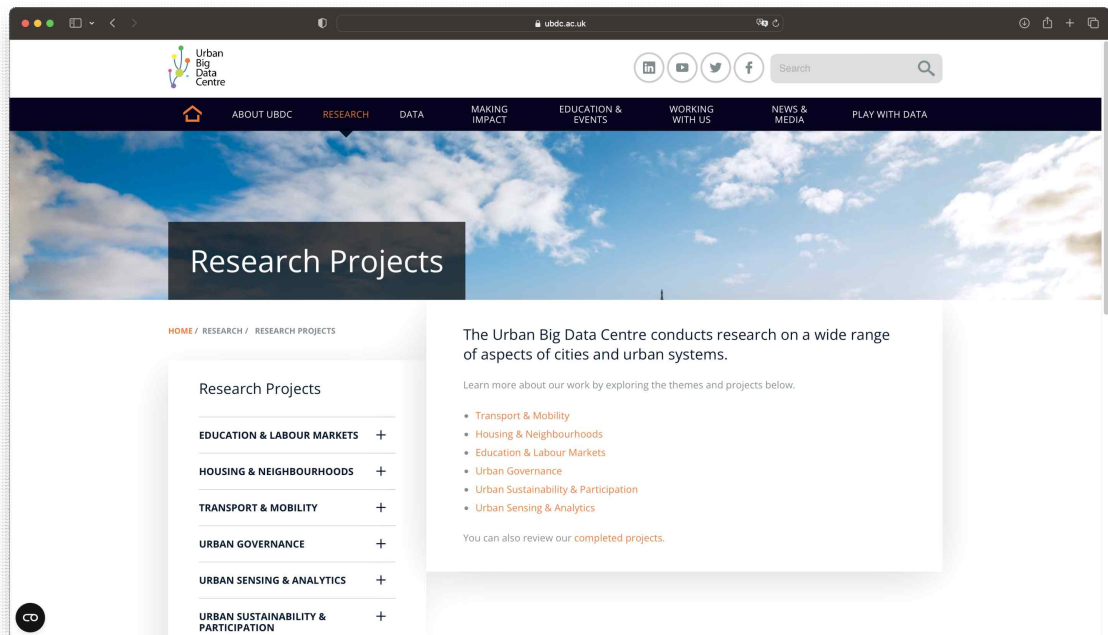 ubdc.ac.uk
Urban
Big
Data
Centre
Search
ABOUT UBDC
RESEARCH
DATA
MAKING
IMPACT
EDUCATION &
EVENTS
WORKING
WITH US
NEWS &
MEDIA
PLAY WITH DATA
Research Projects
HOME / RESEARCH / RESEARCH PROJECTS
Research Projects
EDUCATION & LABOUR MARKETS +
HOUSING & NEIGHBOURHOODS +
TRANSPORT & MOBILITY +
URBAN GOVERNANCE +
URBAN SENSING & ANALYTICS +
URBAN SUSTAINABILITY & +
PARTICIPATION
The Urban Big Data Centre conducts research on a wide range
of aspects of cities and urban systems.
Learn more about our work by exploring the themes and projects below.
• Transport & Mobility
• Housing & Neighbourhoods
• Education & Labour Markets
• Urban Governance
• Urban Sustainability & Participation
• Urban Sensing & Analytics
You can also review our completed projects.